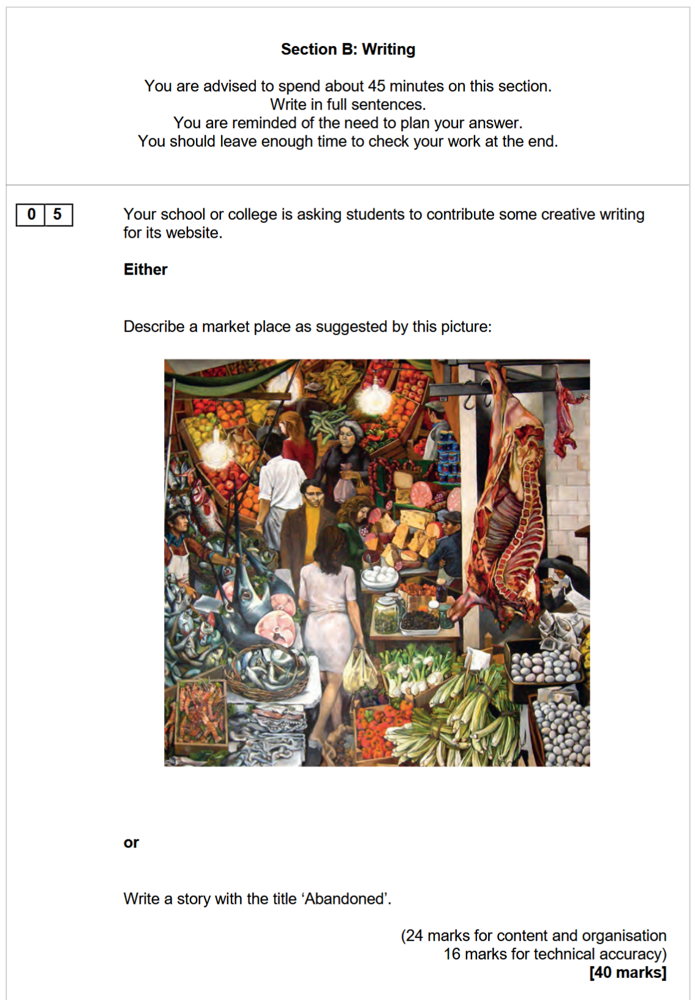 Section B: Writing
You are advised to spend about 45 minutes on this section.
Write in full sentences.
You are reminded of the need to plan your answer.
You should leave enough time to check your work at the end.
0 5
Your school or college is asking students to contribute some creative writing
for its website.
Either
Describe a market place as suggested by this picture:
or
Write a story with the title ‘Abandoned’.
(24 marks for content and organisation
16 marks for technical accuracy)
[40 marks]